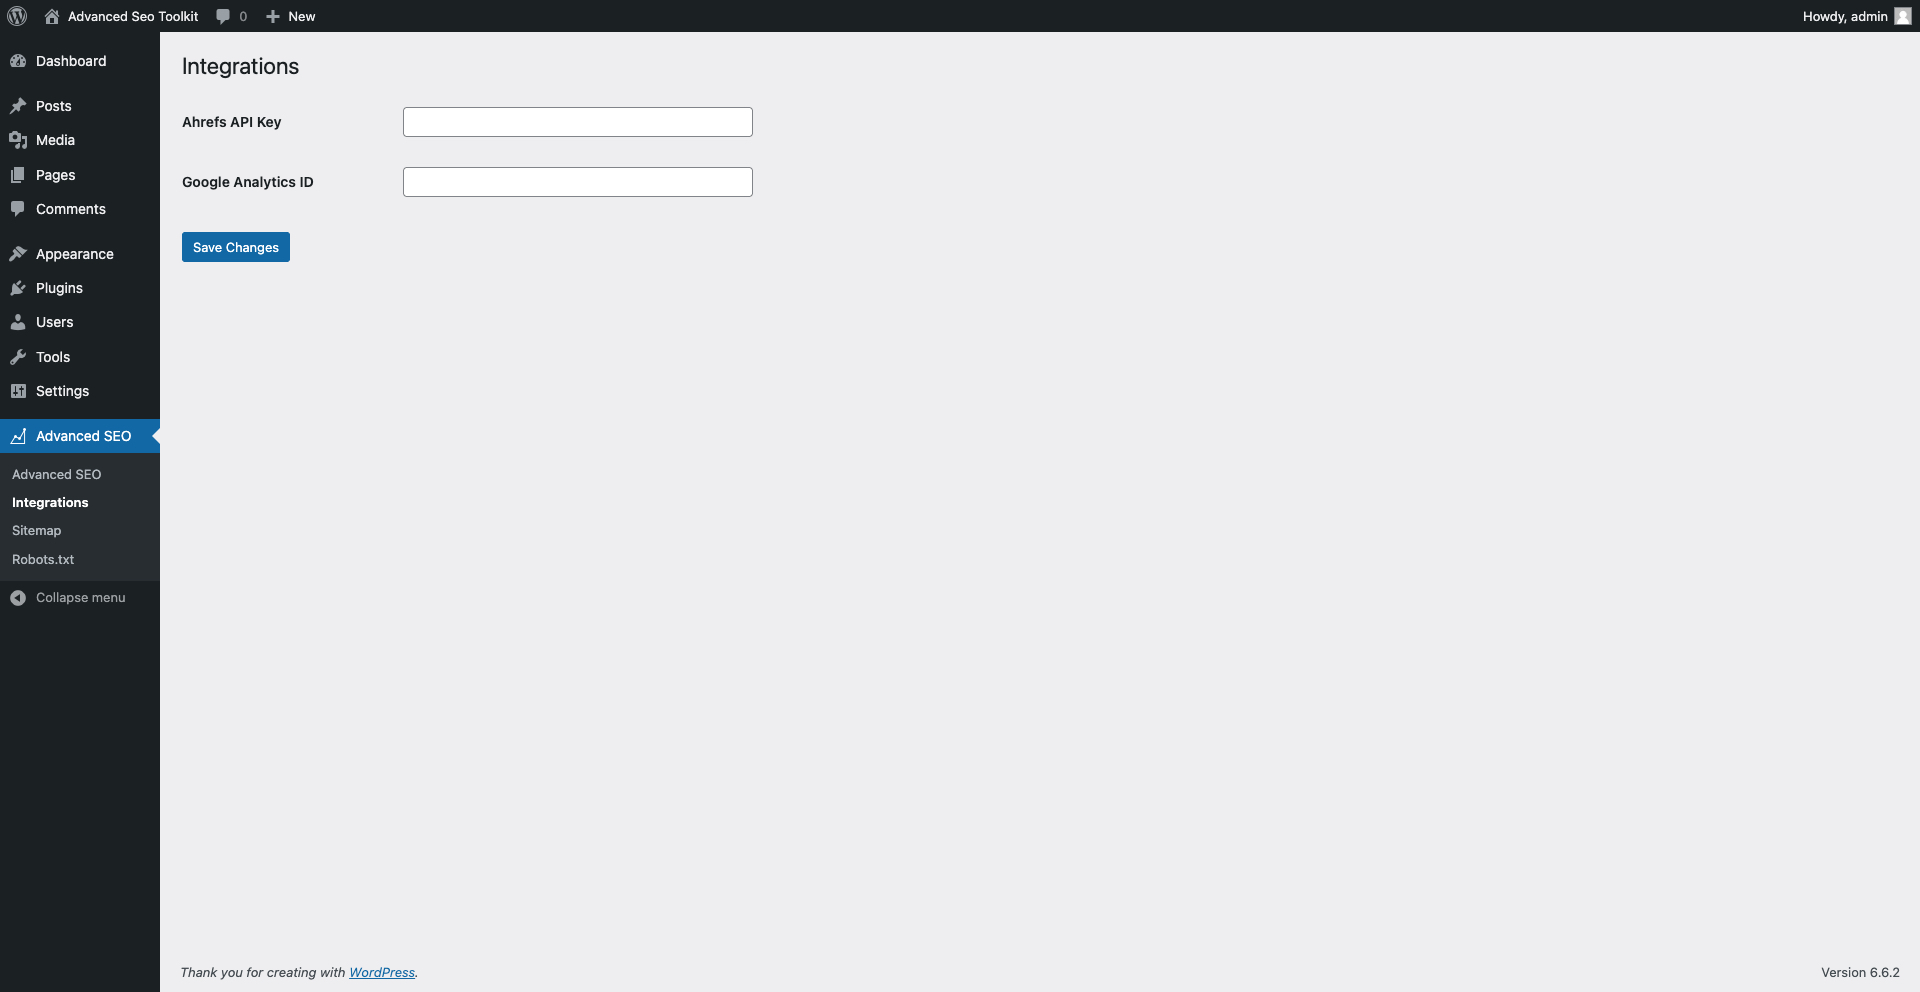 Advanced Seo Toolkit
0
New
Howdy, admin
Dashboard
Posts
Media
Pages
Comments
Appearance
Plugins
Users
Tools
Settings
Advanced SEO
Advanced SEO
Integrations
Sitemap
Robots.txt
Collapse menu
Integrations
Ahrefs API Key
Google Analytics ID
Save Changes
Thank you for creating with WordPress.
Version 6.6.2